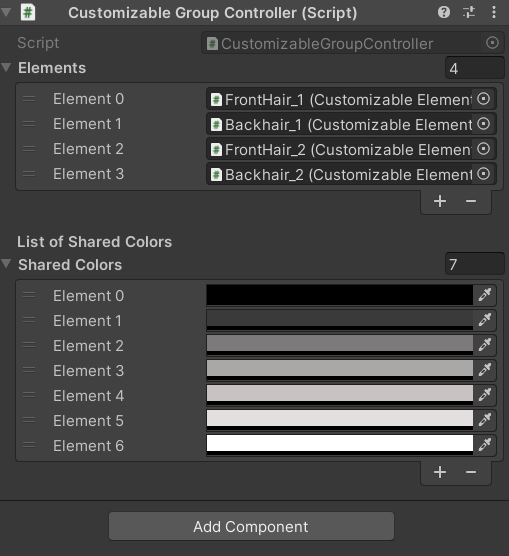 Customizable Group Controller (Script)
Script CustomizableGroupController
Elements 4
Element 0 FrontHair_1 (Customizable Element
Element 1 Backhair_1 (Customizable Element
Element 2 FrontHair_2 (Customizable Element
Element 3 Backhair_2 (Customizable Element
List of Shared Colors
Shared Colors 7
Element 0
Element 1
Element 2
Element 3
Element 4
Element 5
Element 6
Add Component